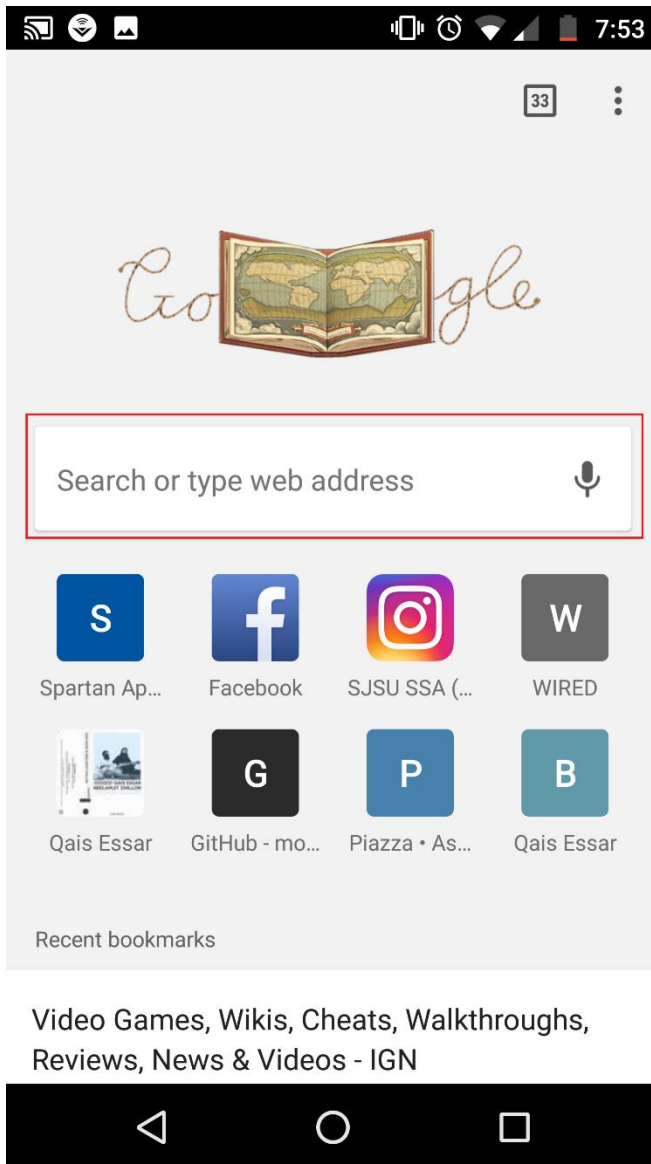 7:53
33
Google
Search or type web address
S
Spartan Ap...
f
Facebook
SJSU SSA (...
W
WIRED
Qais Essar
G
GitHub - mo...
P
Piazza • As...
B
Qais Essar
Recent bookmarks
Video Games, Wikis, Cheats, Walkthroughs,
Reviews, News & Videos - IGN